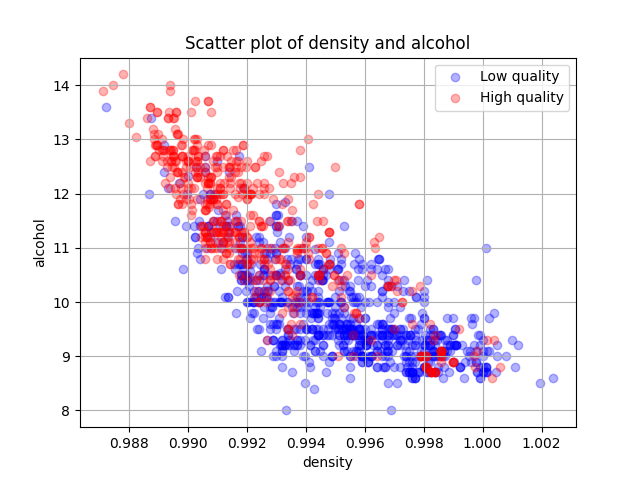 Scatter plot of density and alcohol
Low quality
High quality
14
13
12
11
10
9
8
alcohol
0.988 0.990 0.992 0.994 0.996 0.998 1.000 1.002
density